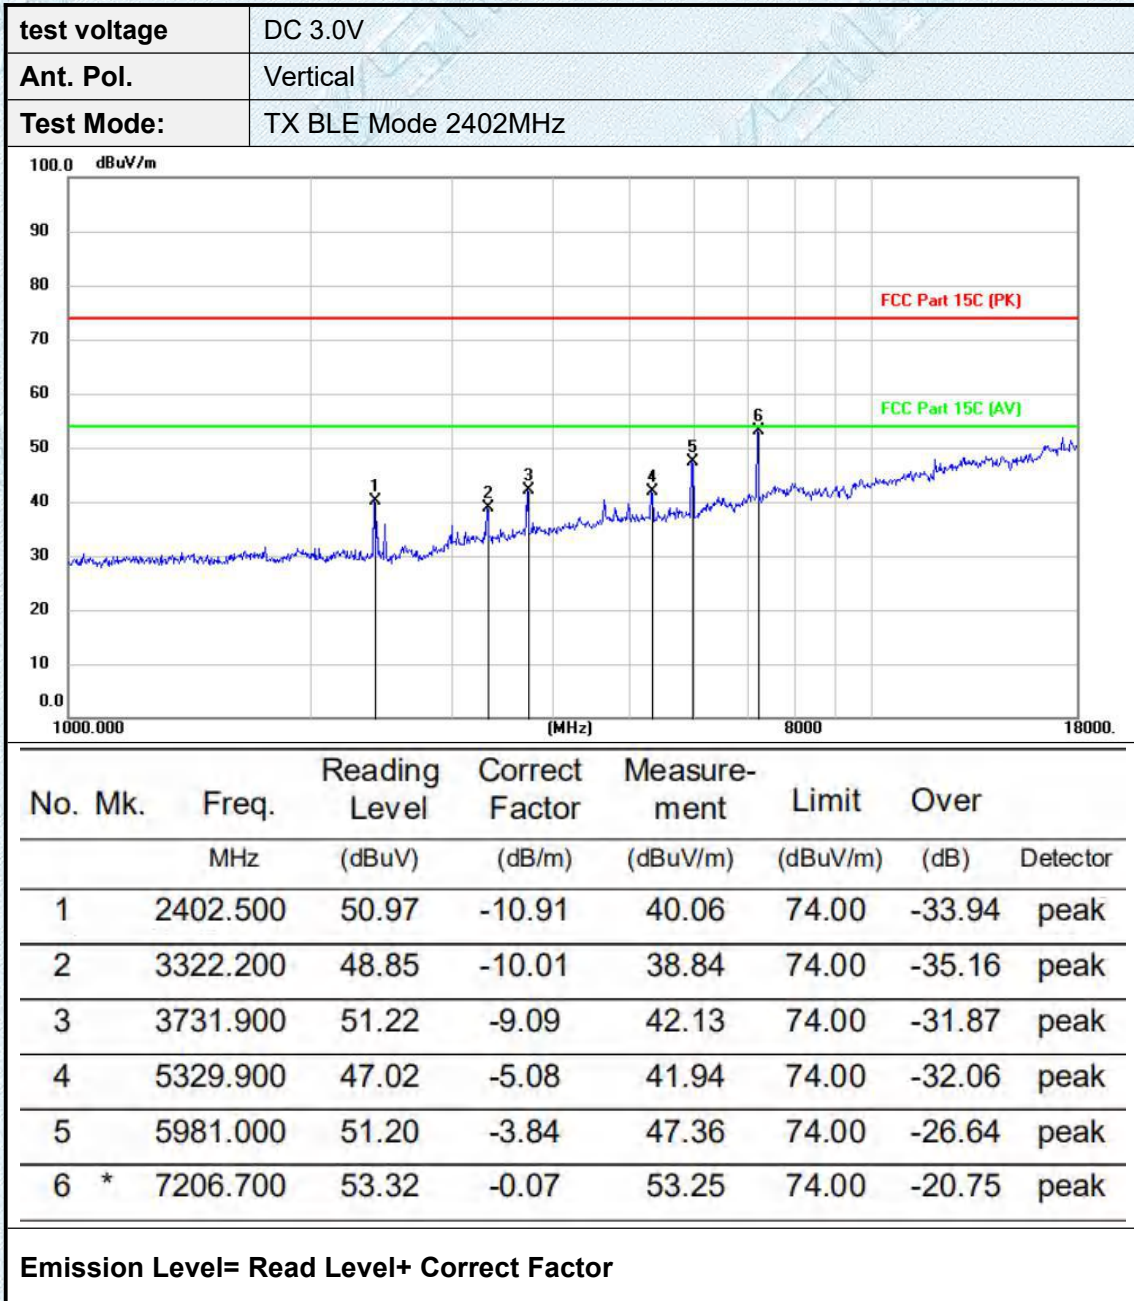 test voltage DC 3.0V
Ant. Pol. Vertical
Test Mode: TX BLE Mode 2402MHz
100.0 dBuV/m
90
80
FCC Part 15C (PK)
70
60
FCC Part 15C (AV)
6
50
5
1 2 3 4
40
30
20
10
0.0
1000.000 (MHz) 8000 18000.
No. Mk. Freq. Reading Level Correct Factor Measure-ment Limit Over
MHz (dBuV) (dB/m) (dBuV/m) (dBuV/m) (dB) Detector
1 2402.500 50.97 -10.91 40.06 74.00 -33.94 peak
2 3322.200 48.85 -10.01 38.84 74.00 -35.16 peak
3 3731.900 51.22 -9.09 42.13 74.00 -31.87 peak
4 5329.900 47.02 -5.08 41.94 74.00 -32.06 peak
5 5981.000 51.20 -3.84 47.36 74.00 -26.64 peak
6 * 7206.700 53.32 -0.07 53.25 74.00 -20.75 peak
Emission Level= Read Level+ Correct Factor